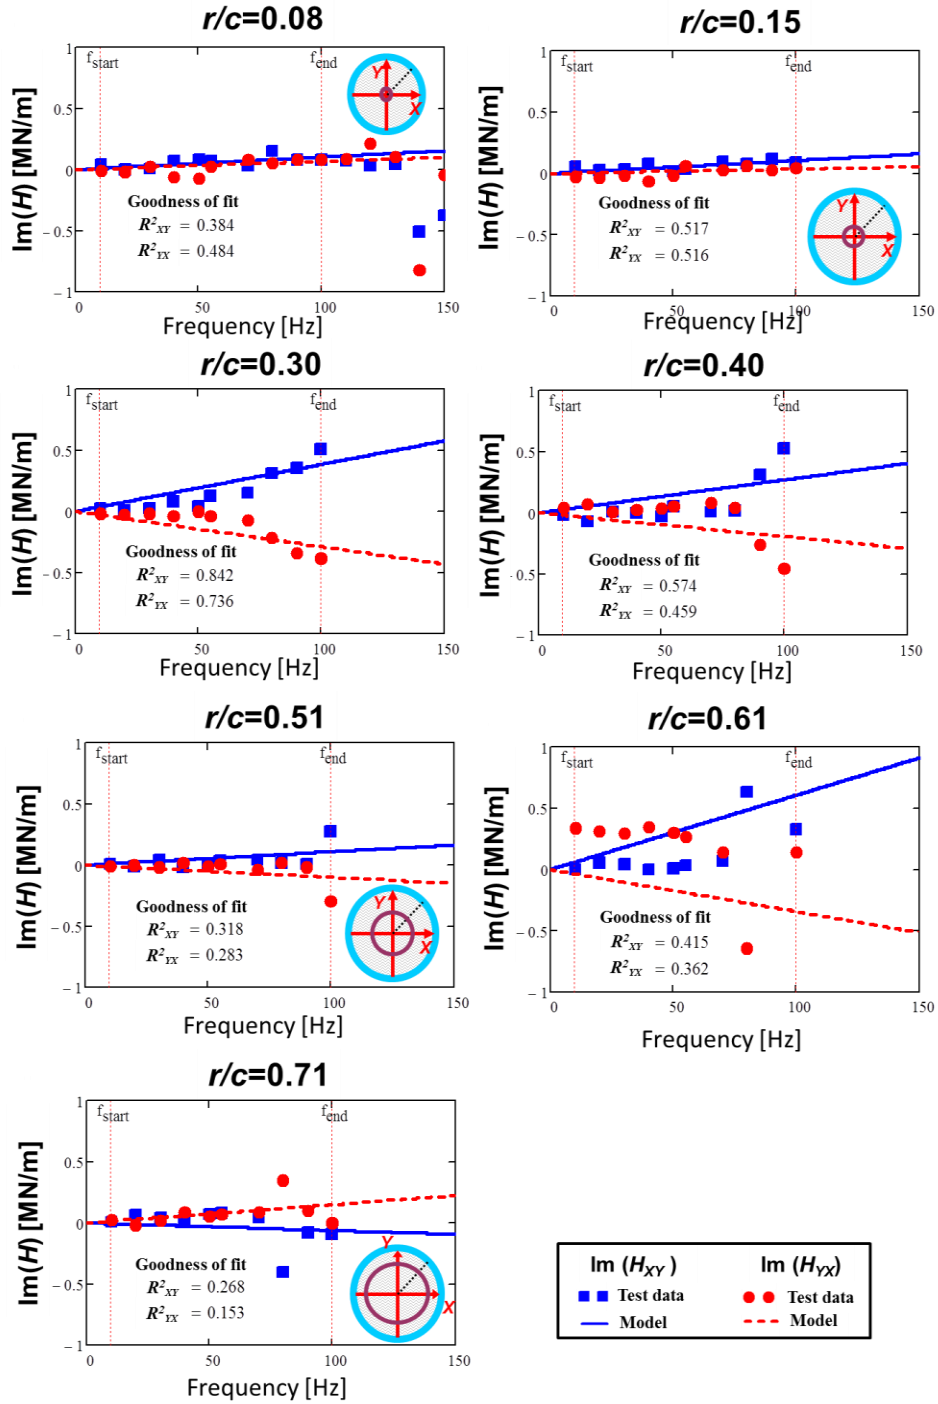 r/c=0.08
Im(H) [MN/m]
1
0.5
0
− 0.5
− 1
f_start
f_end
Y
X
Goodness of fit
R²_XY = 0.384
R²_YX = 0.484
0 50 100 150
Frequency [Hz]
r/c=0.15
Im(H) [MN/m]
1
0.5
0
− 0.5
− 1
f_start
f_end
Goodness of fit
R²_XY = 0.517
R²_YX = 0.516
Y
X
0 50 100 150
Frequency [Hz]
r/c=0.30
Im(H) [MN/m]
1
0.5
0
− 0.5
− 1
f_start
f_end
Goodness of fit
R²_XY = 0.842
R²_YX = 0.736
0 50 100 150
Frequency [Hz]
r/c=0.40
Im(H) [MN/m]
1
0.5
0
- 0.5
− 1
f_start
f_end
Goodness of fit
R²_XY = 0.574
R²_YX = 0.459
0 50 100 150
Frequency [Hz]
r/c=0.51
Im(H) [MN/m]
1
0.5
0
− 0.5
− 1
f_start
f_end
Goodness of fit
R²_XY = 0.318
R²_YX = 0.283
Y
X
0 50 100 150
Frequency [Hz]
r/c=0.61
Im(H) [MN/m]
1
0.5
0
− 0.5
− 1
f_start
f_end
Goodness of fit
R²_XY = 0.415
R²_YX = 0.362
0 50 100 150
Frequency [Hz]
r/c=0.71
Im(H) [MN/m]
1
0.5
0
− 0.5
− 1
f_start
f_end
Goodness of fit
R²_XY = 0.268
R²_YX = 0.153
Y
X
0 50 100 150
Frequency [Hz]
Im (H_XY) Im (H_YX)
Test data Test data
Model Model